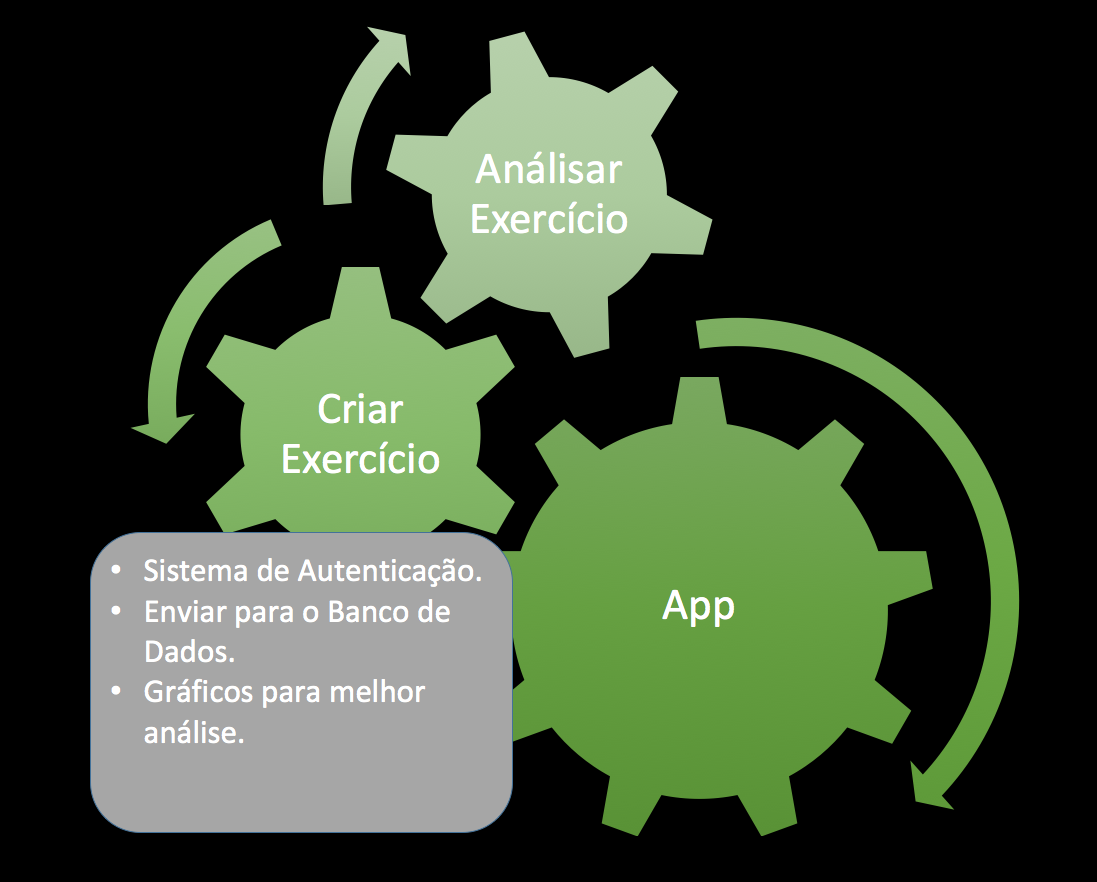 Análisar
Exercício
Criar
Exercício
• Sistema de Autenticação.
• Enviar para o Banco de
Dados.
• Gráficos para melhor
análise.
App